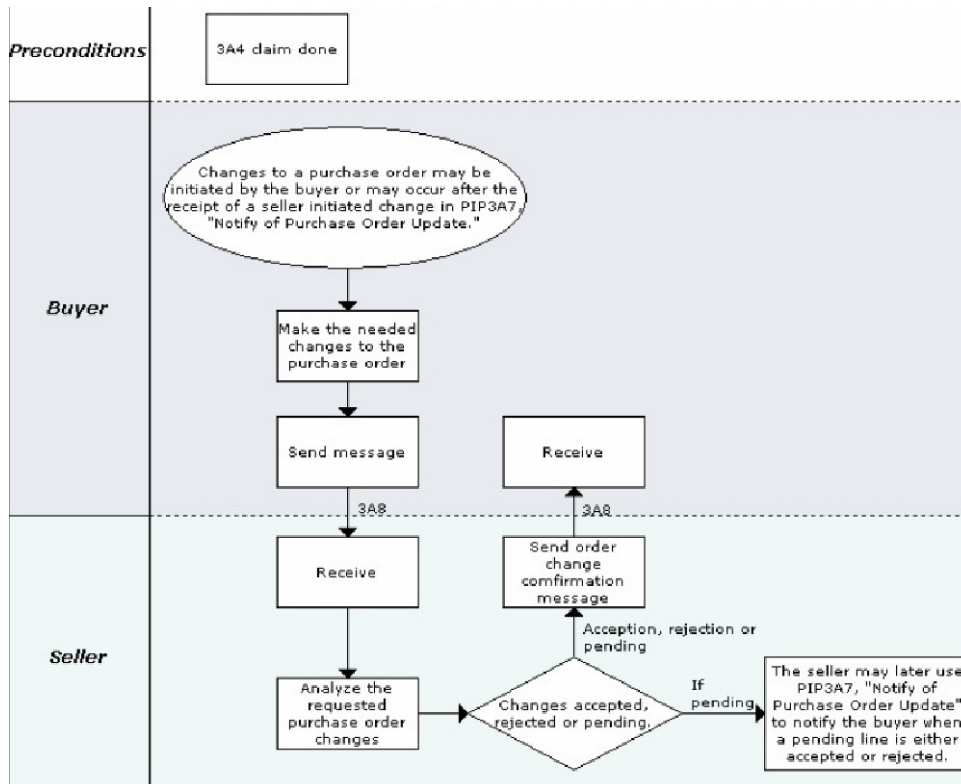 Preconditions
3A4 claim done
Buyer
Changes to a purchase order may be
initiated by the buyer or may occur after the
receipt of a seller initiated change in PIP3A7,
"Notify of Purchase Order Update."
Make the needed
changes to the
purchase order
Send message
Receive
3A8
3A8
Seller
Receive
Send order
change
comfirmation
message
Acception, rejection or
pending
Analyze the
requested
purchase order
changes
Changes accepted,
rejected or pending.
If
pending
The seller may later use
PIP3A7, "Notify of
Purchase Order Update"
to notify the buyer when
a pending line is either
accepted or rejected.